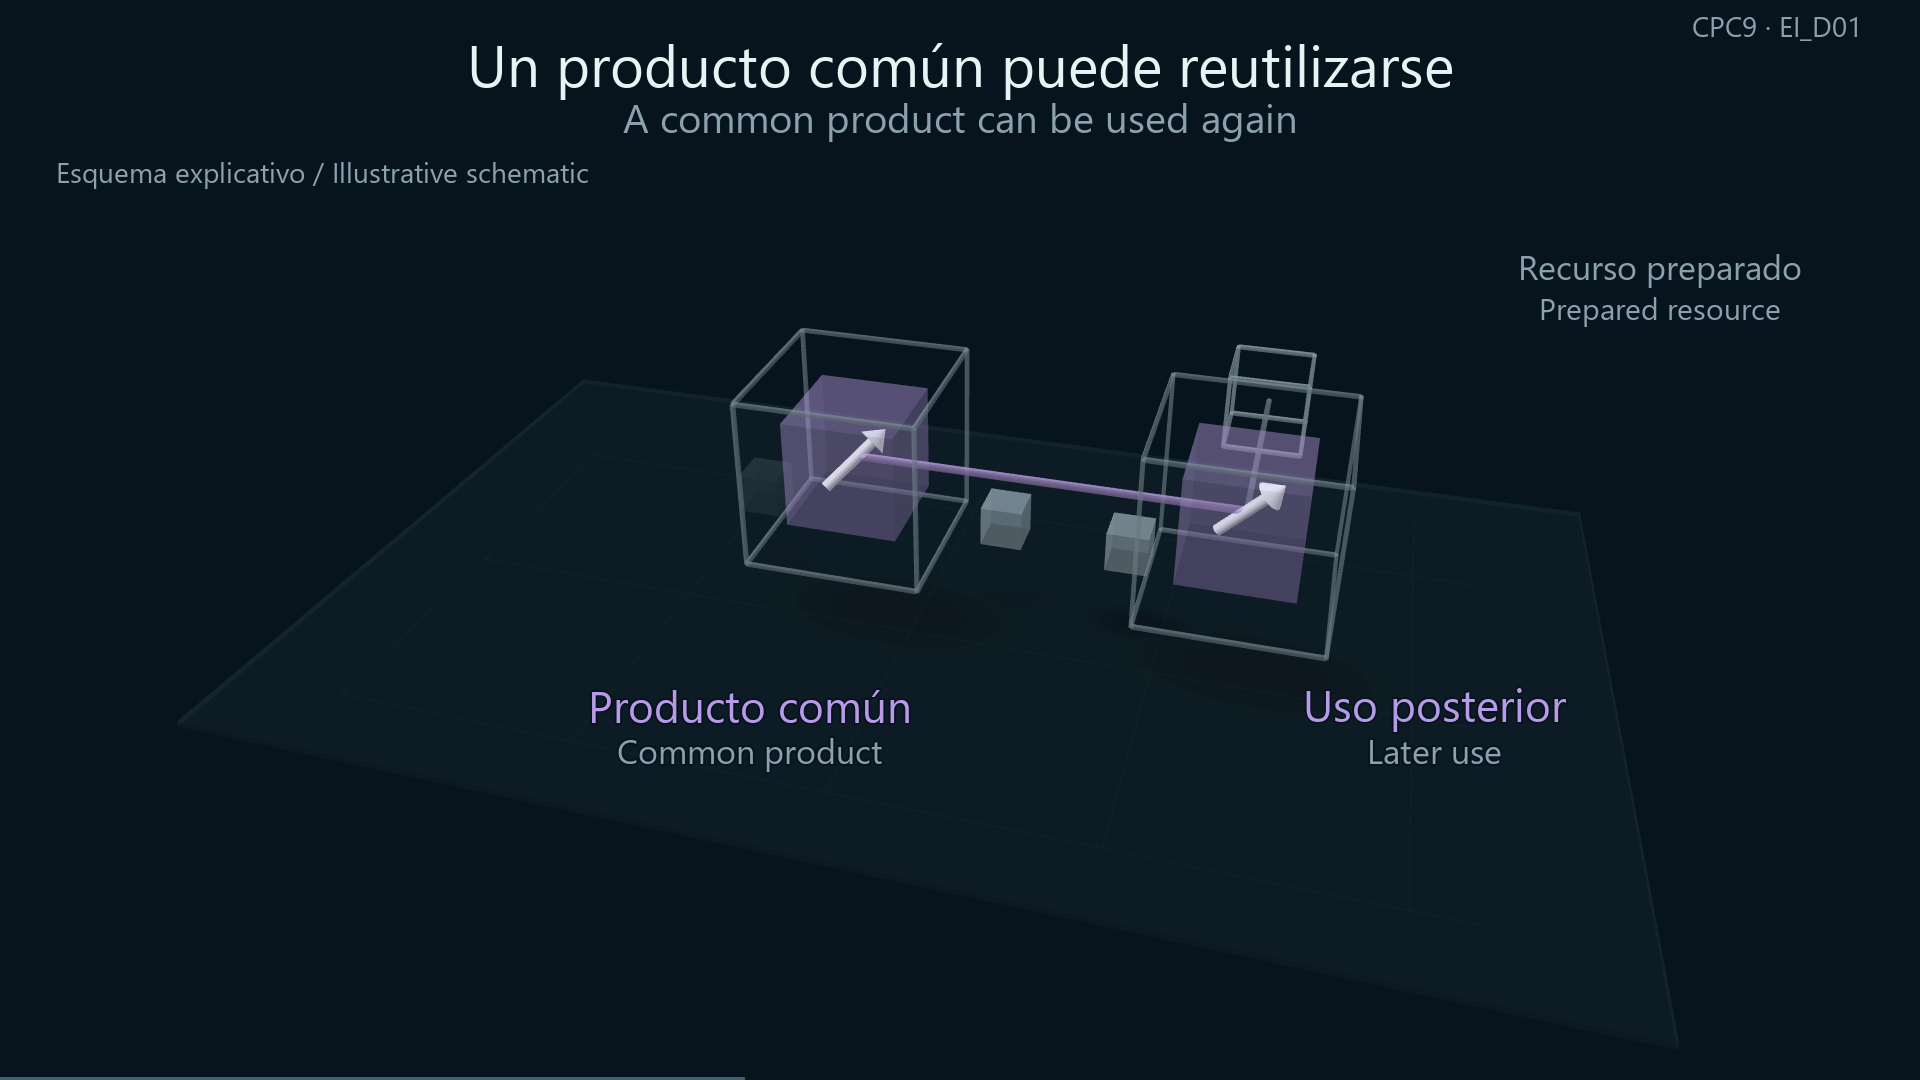 CPC9 · EI_D01
Un producto común puede reutilizarse
A common product can be used again
Esquema explicativo / Illustrative schematic
Recurso preparado
Prepared resource
Producto común
Common product
Uso posterior
Later use